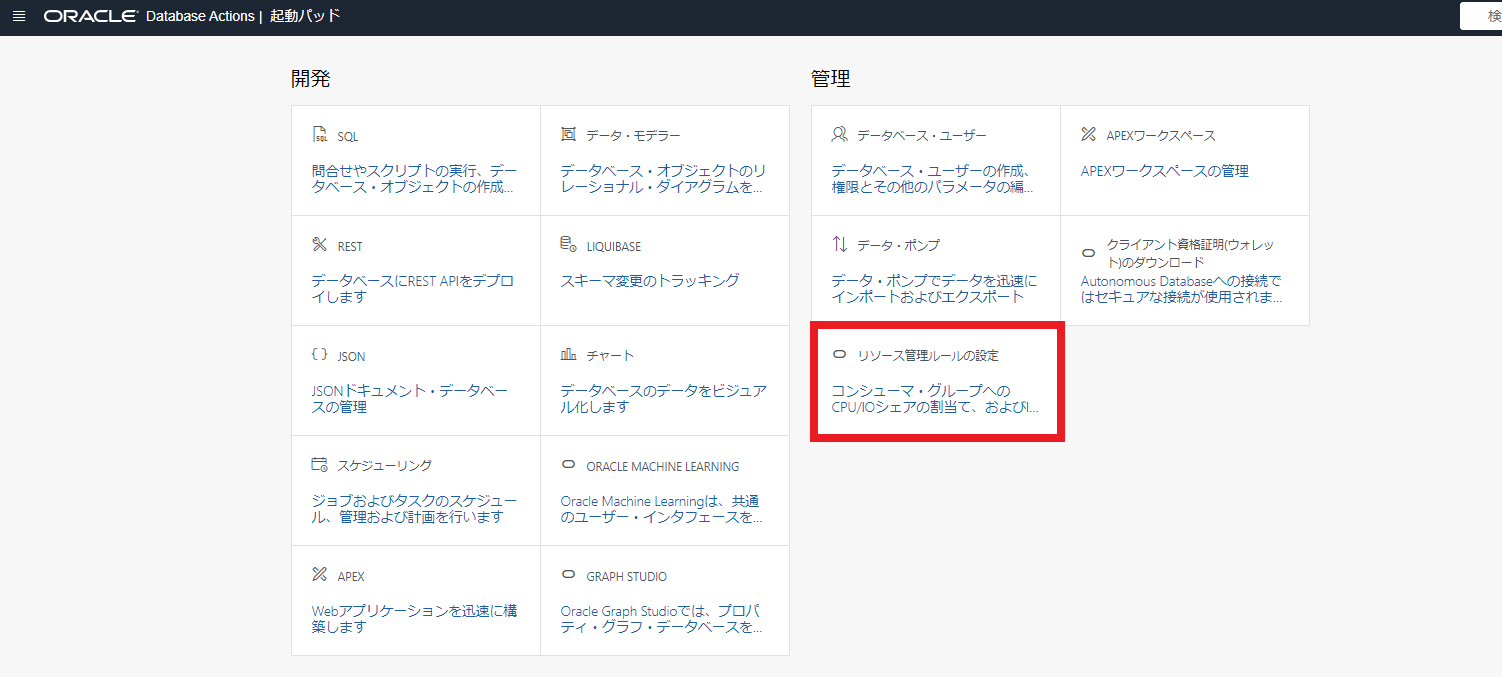 ORACLE Database Actions | 起動パッド
検
開発
SQL
問合せやスクリプトの実行、デー
タベース・オブジェクトの作成...
データ・モデラー
データベース・オブジェクトのリ
レーショナル・ダイアグラムを...
REST
データベースにREST APIをデプロ
イします
LIQUIBASE
スキーマ変更のトラッキング
JSON
JSONドキュメント・データベー
スの管理
チャート
データベースのデータをビジュア
ル化します
スケジューリング
ジョブおよびタスクのスケジュー
ル、管理および計画を行います
ORACLE MACHINE LEARNING
Oracle Machine Learningは、共通
のユーザー・インタフェースを...
APEX
Webアプリケーションを迅速に構
築します
GRAPH STUDIO
Oracle Graph Studioでは、プロパ
ティ・グラフ・データベースを...
管理
データベース・ユーザー
データベース・ユーザーの作成、
権限とその他のパラメータの編...
APEXワークスペース
APEXワークスペースの管理
データ・ポンプ
データ・ポンプでデータを迅速に
インポートおよびエクスポート
クライアント資格証明(ウォレッ
ト)のダウンロード
Autonomous Databaseへの接続で
はセキュアな接続が使用されま...
リソース管理ルールの設定
コンシューマ・グループへの
CPU/IOシェアの割当て、およびI...